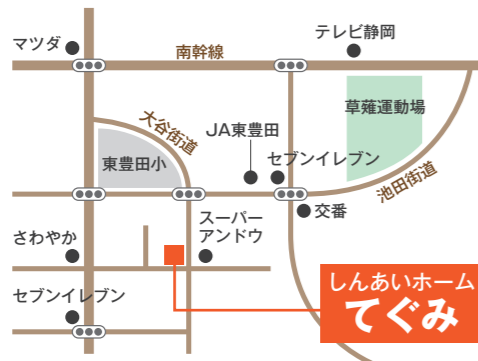 テレビ静岡
マツダ
南幹線
草薙運動場
大谷街道
JA東豊田
セブンイレブン
東豊田小
池田街道
スーパー
アンドウ
交番
さわやか
しんあいホーム
てぐみ
セブンイレブン